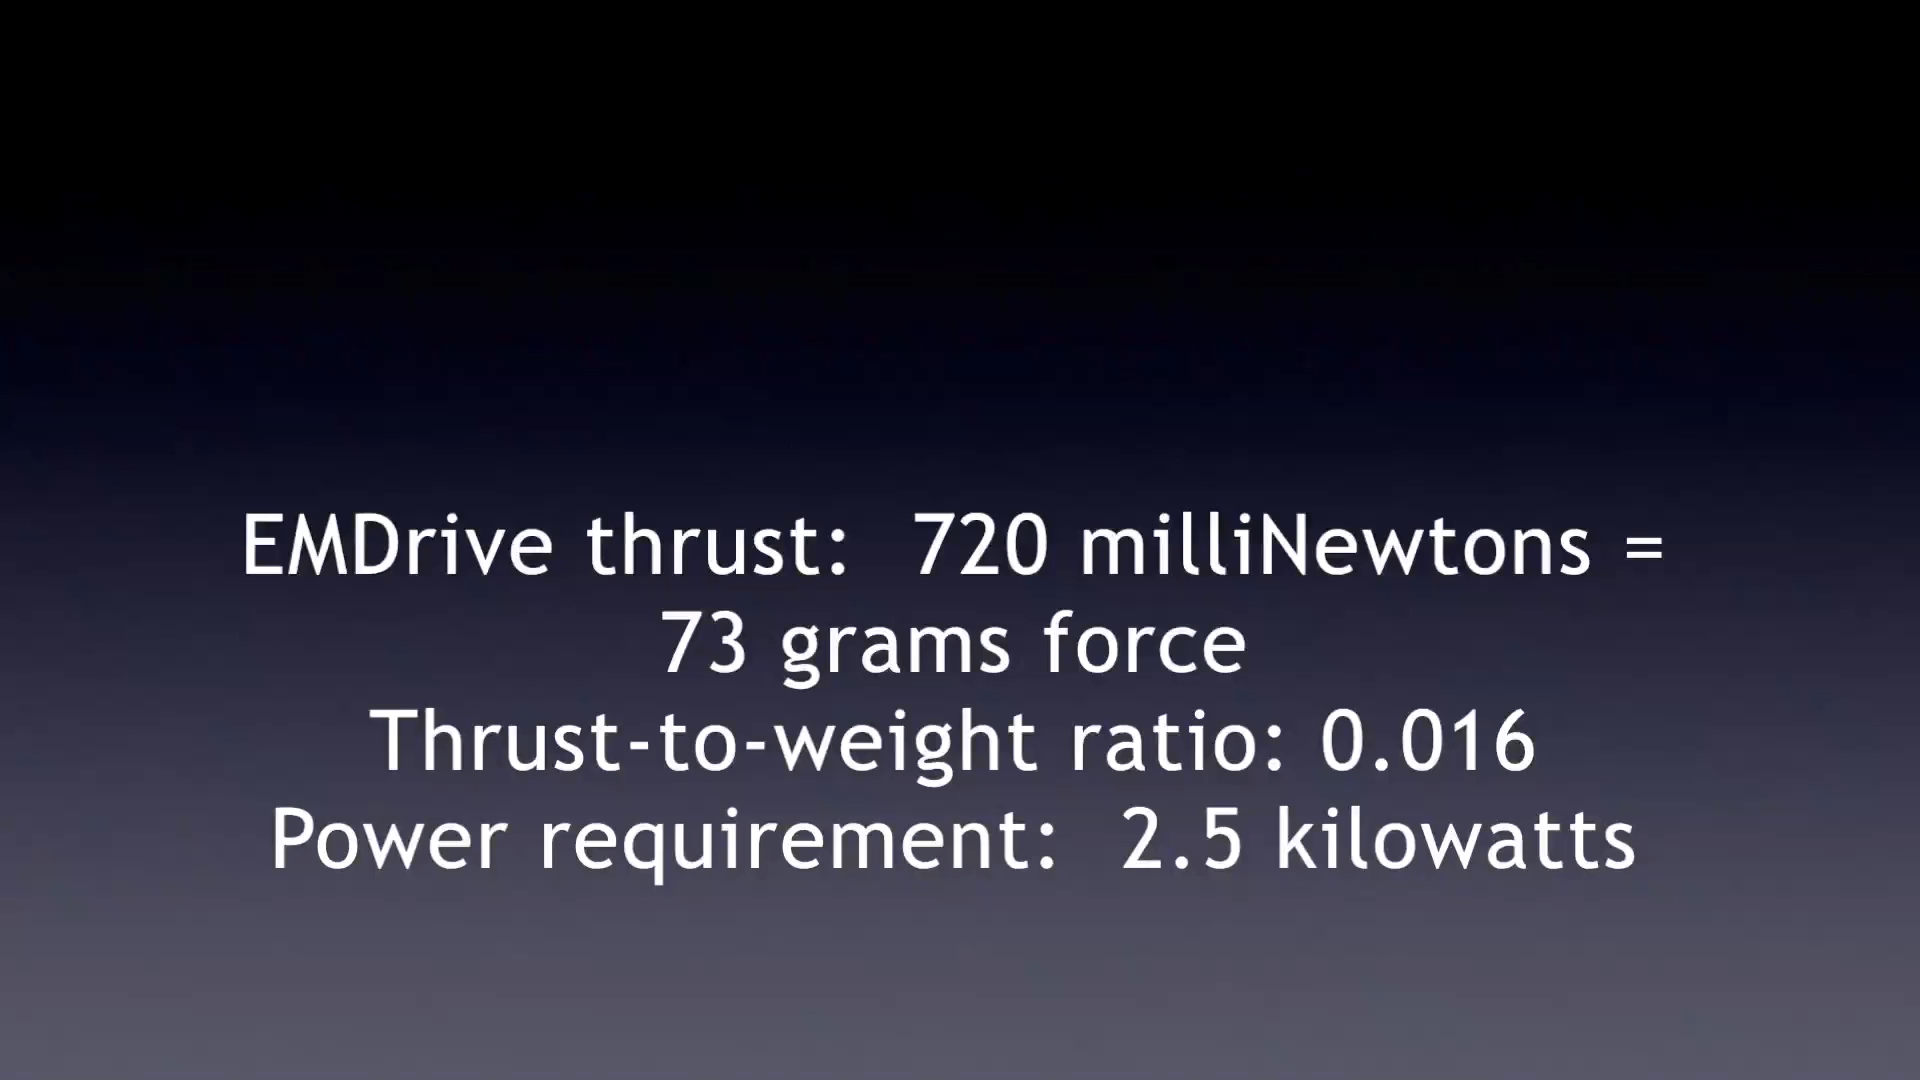 EMDrive thrust:  720 milliNewtons =
73 grams force
Thrust-to-weight ratio: 0.016
Power requirement:  2.5 kilowatts